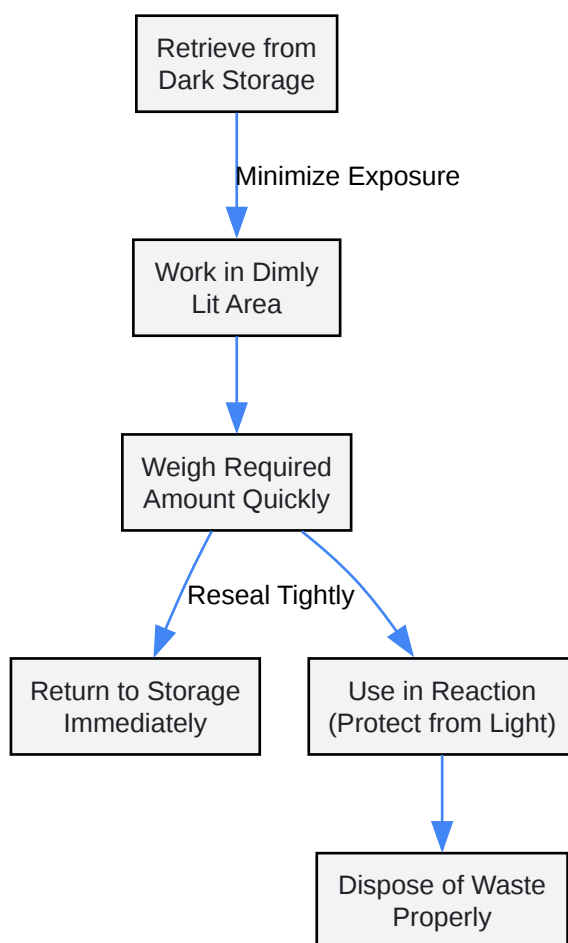 Retrieve from
Dark Storage
Minimize Exposure
Work in Dimly
Lit Area
Weigh Required
Amount Quickly
Reseal Tightly
Return to Storage
Immediately
Use in Reaction
(Protect from Light)
Dispose of Waste
Properly